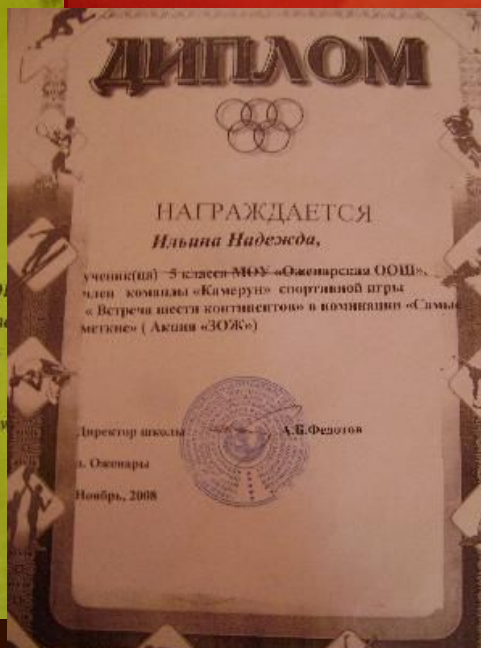 ДИПЛОМ
НАГРАЖДАЕТСЯ
Ильина Надежда,
ученик(ца) 5 класса МОУ «Оженарская ООШ»,
член команды «Камерун» спортивной игры
« Встреча шести континентов» в номинации «Самые
меткие» ( Акция «ЗОЖ»)
Директор школы А.Б.Федотов
д. Оженары
Ноябрь, 2008